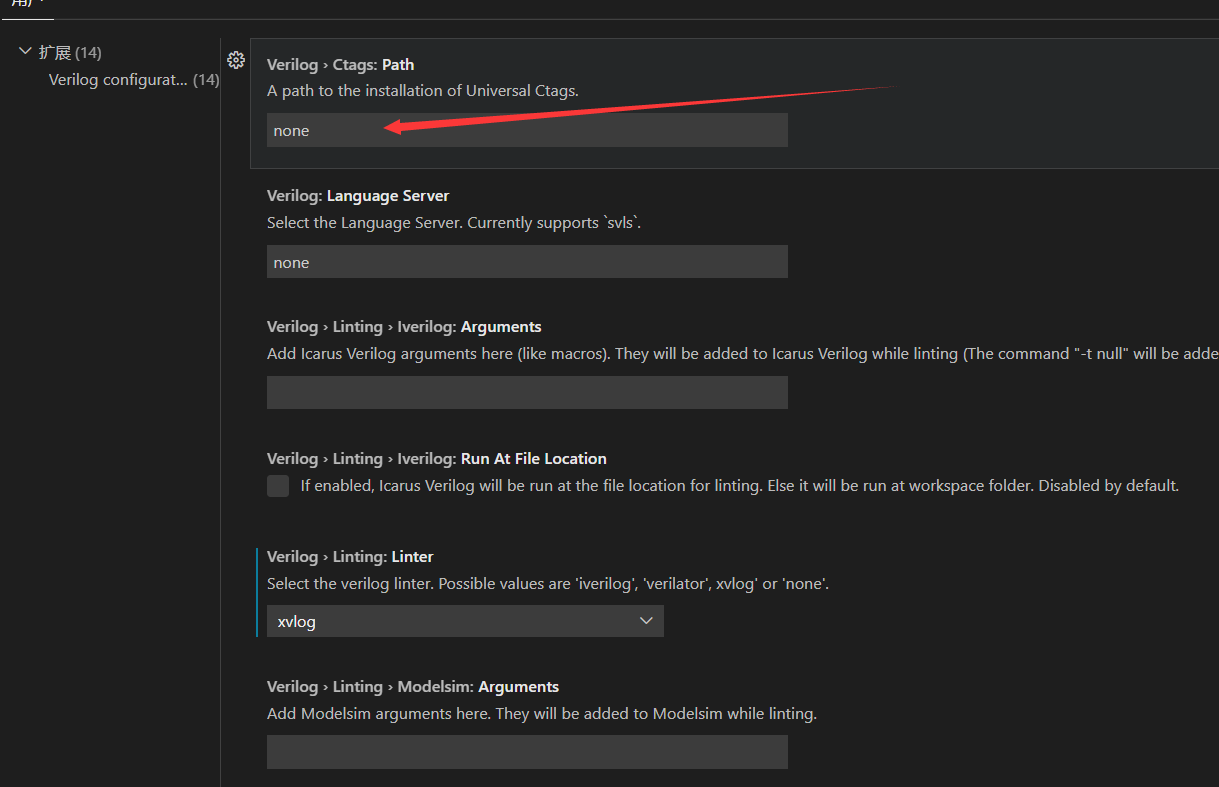 扩展 (14)
Verilog configurat... (14)
Verilog › Ctags: Path
A path to the installation of Universal Ctags.
none
Verilog: Language Server
Select the Language Server. Currently supports `svls`.
none
Verilog › Linting › Iverilog: Arguments
Add Icarus Verilog arguments here (like macros). They will be added to Icarus Verilog while linting (The command "-t null" will be adde
Verilog › Linting › Iverilog: Run At File Location
If enabled, Icarus Verilog will be run at the file location for linting. Else it will be run at workspace folder. Disabled by default.
Verilog › Linting: Linter
Select the verilog linter. Possible values are 'iverilog', 'verilator', xvlog' or 'none'.
xvlog
Verilog › Linting › Modelsim: Arguments
Add Modelsim arguments here. They will be added to Modelsim while linting.